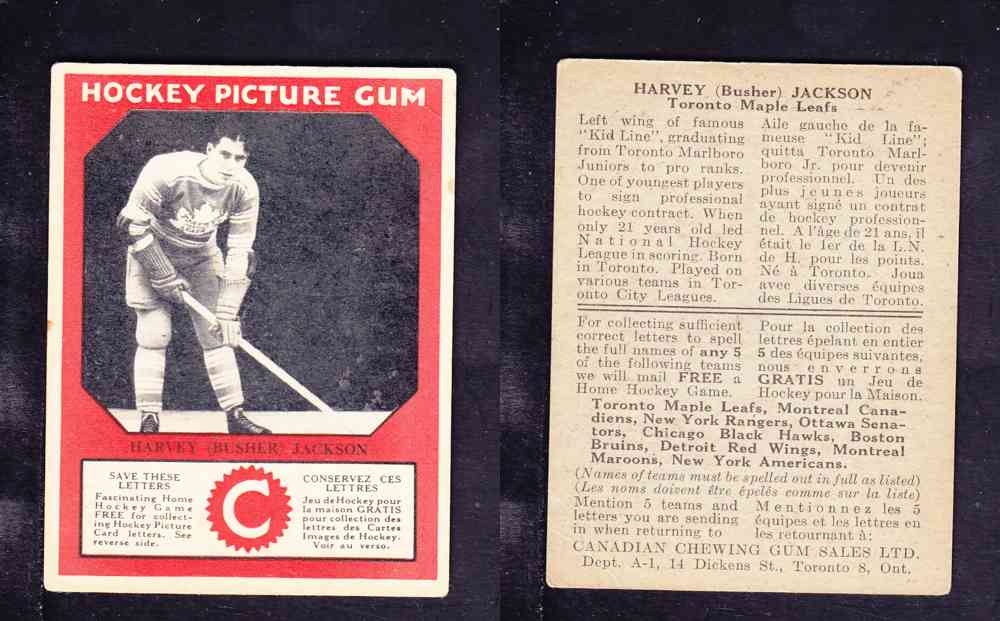 HOCKEY PICTURE GUM
HARVEY (BUSHER) JACKSON
SAVE THESE
LETTERS
Fascinating Home
Hockey Game
FREE for collect-
ing Hockey Picture
Card letters. See
reverse side.
C
CONSERVEZ CES
LETTRES
Jeu de Hockey pour
la maison GRATIS
pour collection des
lettres des Cartes
Images de Hockey.
Voir au verso.
HARVEY (Busher) JACKSON
Toronto Maple Leafs
Left wing of famous
"Kid Line", graduating
from Toronto Marlboro
Juniors to pro ranks.
One of youngest players
to sign professional
hockey contract. When
only 21 years old led
National Hockey
League in scoring. Born
in Toronto. Played on
various teams in Tor-
onto City Leagues.
Aile gauche de la fa-
meuse "Kid Line";
quitta Toronto Marl-
boro Jr. pour devenir
professionnel. Un des
plus jeunes joueurs
ayant signé un contrat
de hockey profession-
nel. A l'âge de 21 ans, il
était le 1er de la L.N.
de H. pour les points.
Né à Toronto. Joua
avec diverses équipes
des Ligues de Toronto.
For collecting sufficient
correct letters to spell
the full names of any 5
of the following teams
we will mail FREE a
Home Hockey Game.
Pour la collection des
lettres épelant en entier
5 des équipes suivantes,
nous enverrons
GRATIS un Jeu de
Hockey pour la Maison.
Toronto Maple Leafs, Montreal Cana-
diens, New York Rangers, Ottawa Sena-
tors, Chicago Black Hawks, Boston
Bruins, Detroit Red Wings, Montreal
Maroons, New York Americans.
(Names of teams must be spelled out in full as listed)
(Les noms doivent être épelés comme sur la liste)
Mention 5 teams and
letters you are sending
in when returning to
Mentionnez les 5
équipes et les lettres en
les retournant à:
CANADIAN CHEWING GUM SALES LTD.
Dept. A-1, 14 Dickens St., Toronto 8, Ont.